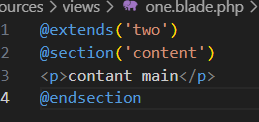 ources > views > one.blade.php
1 @extends('two')
2 @section('content')
3 <p>contant main</p>
4 @endsection